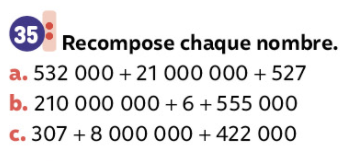 35 Recompose chaque nombre.
a. 532 000 + 21 000 000 + 527
b. 210 000 000 + 6 + 555 000
c. 307 + 8 000 000 + 422 000